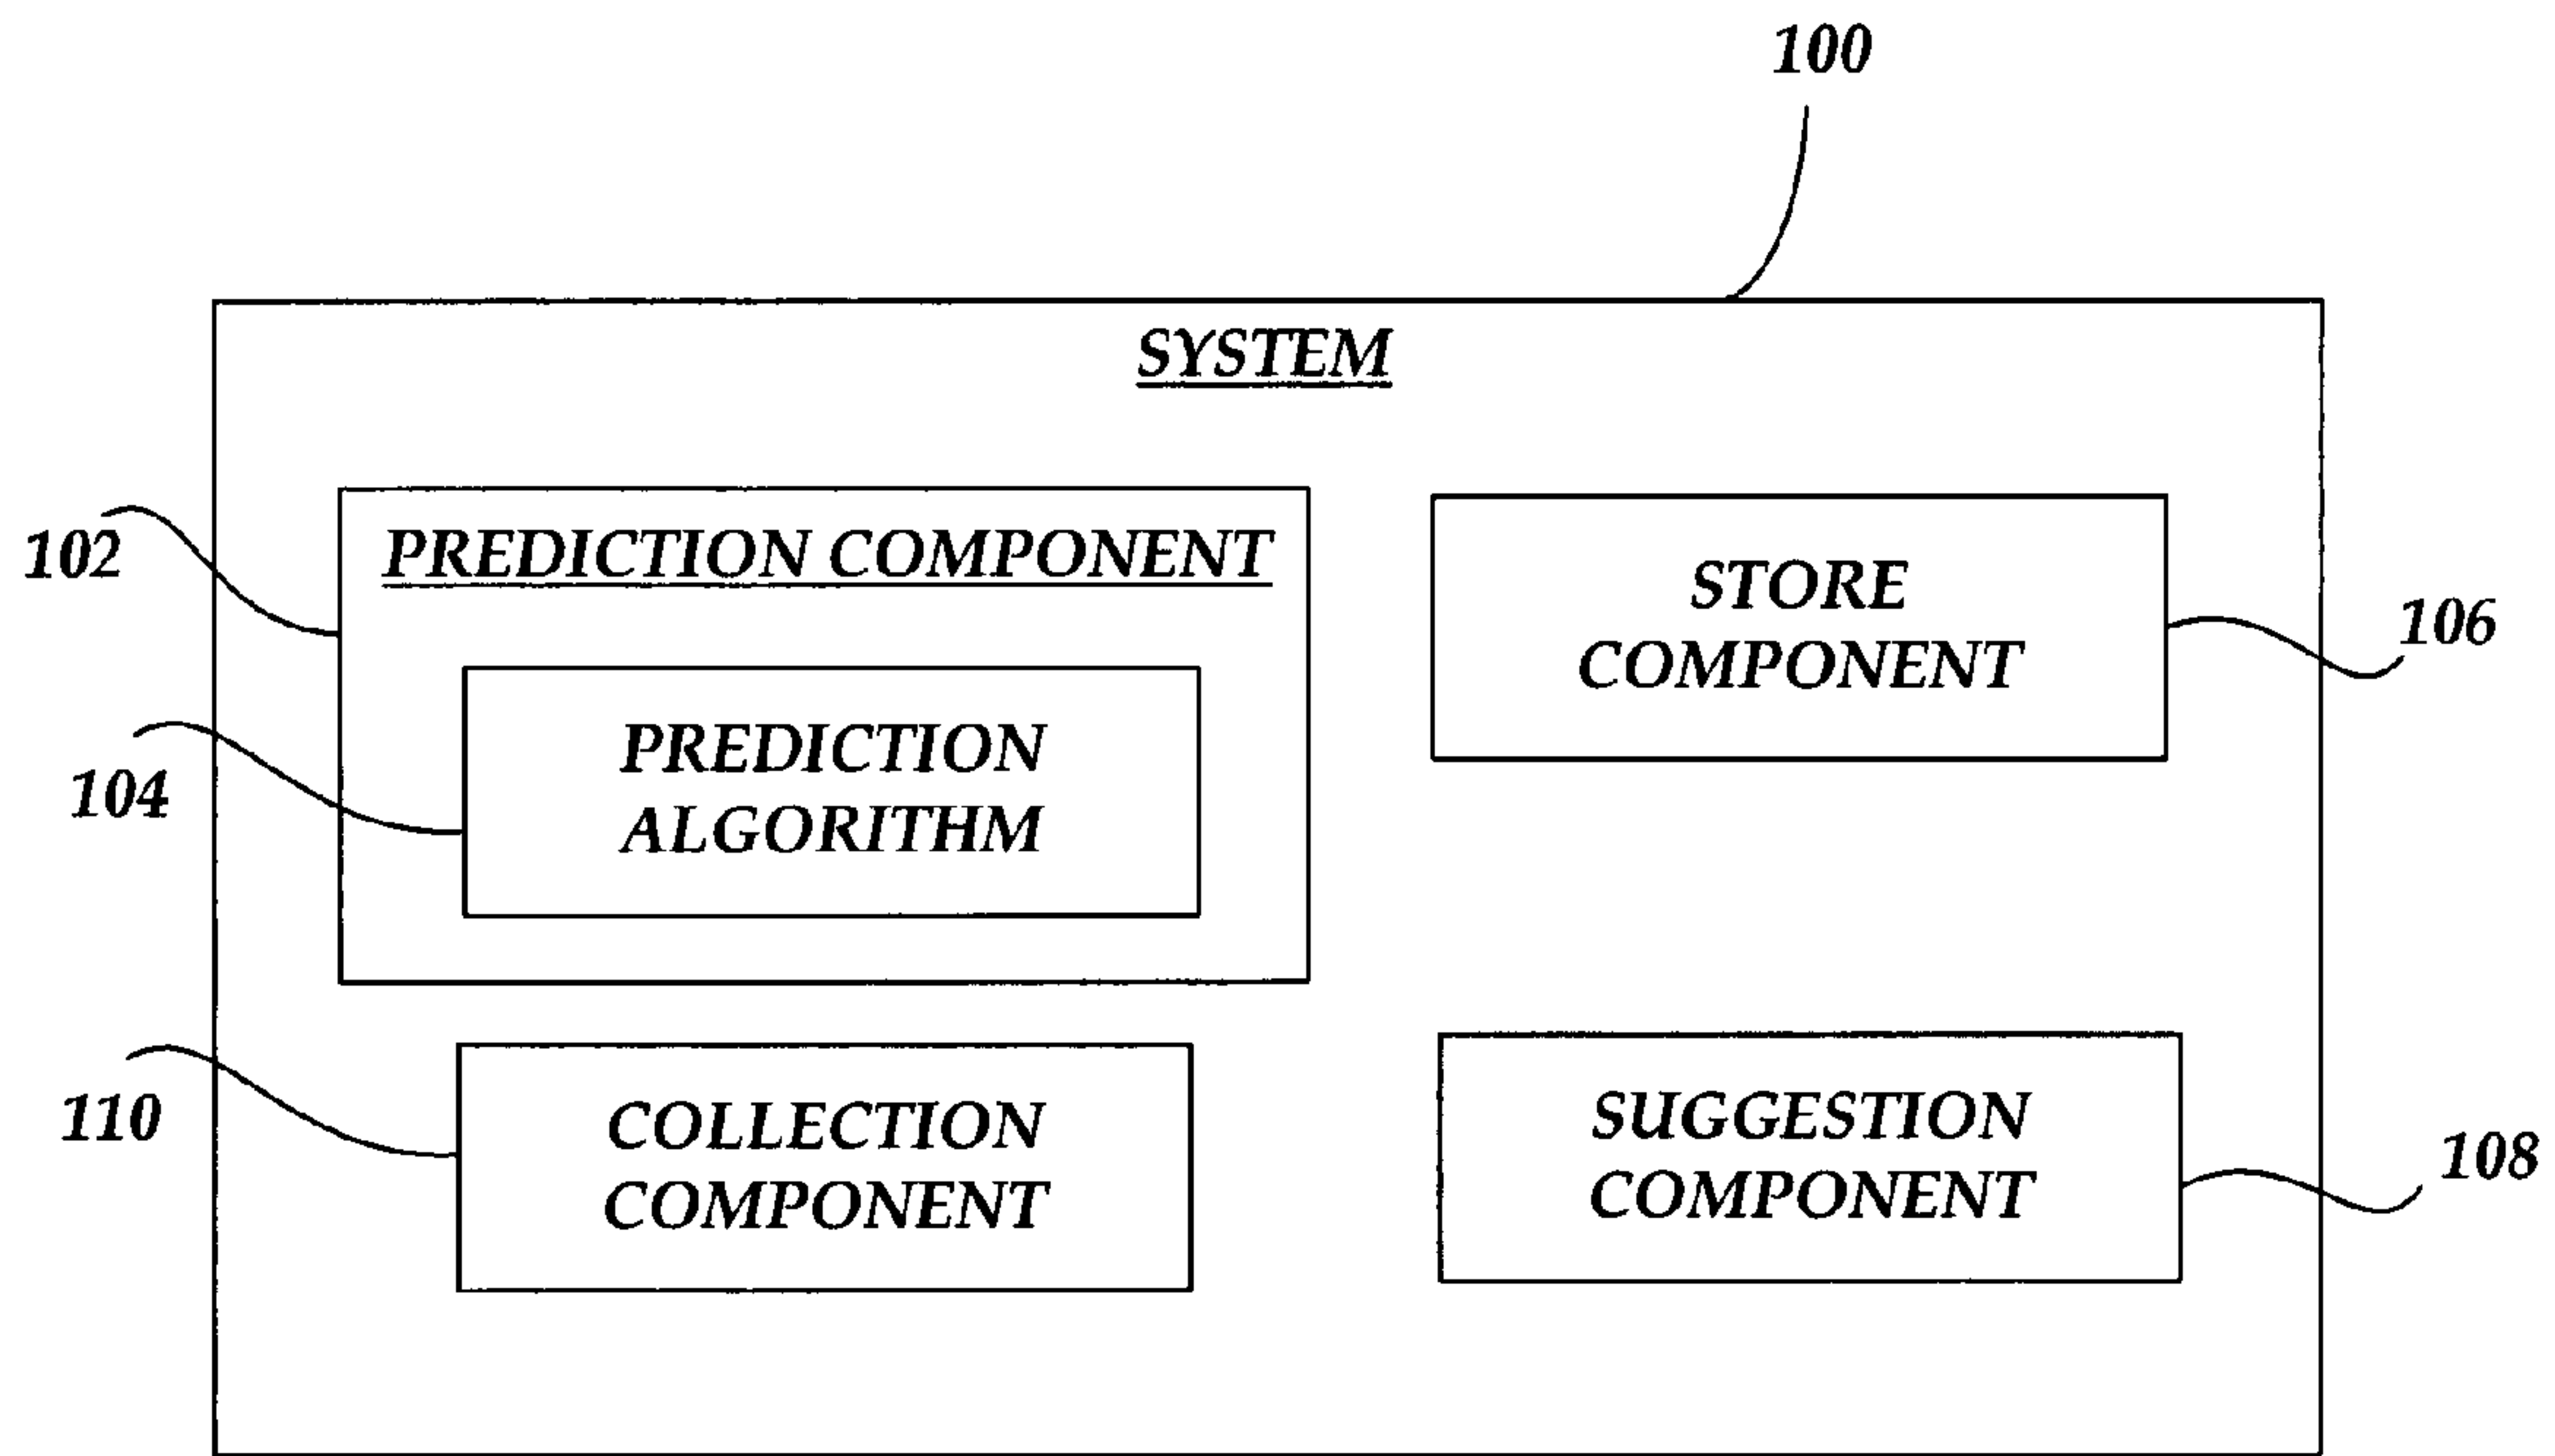 100
SYSTEM
102
PREDICTION COMPONENT
104
PREDICTION
ALGORITHM
STORE
COMPONENT
106
110
COLLECTION
COMPONENT
SUGGESTION
COMPONENT
108